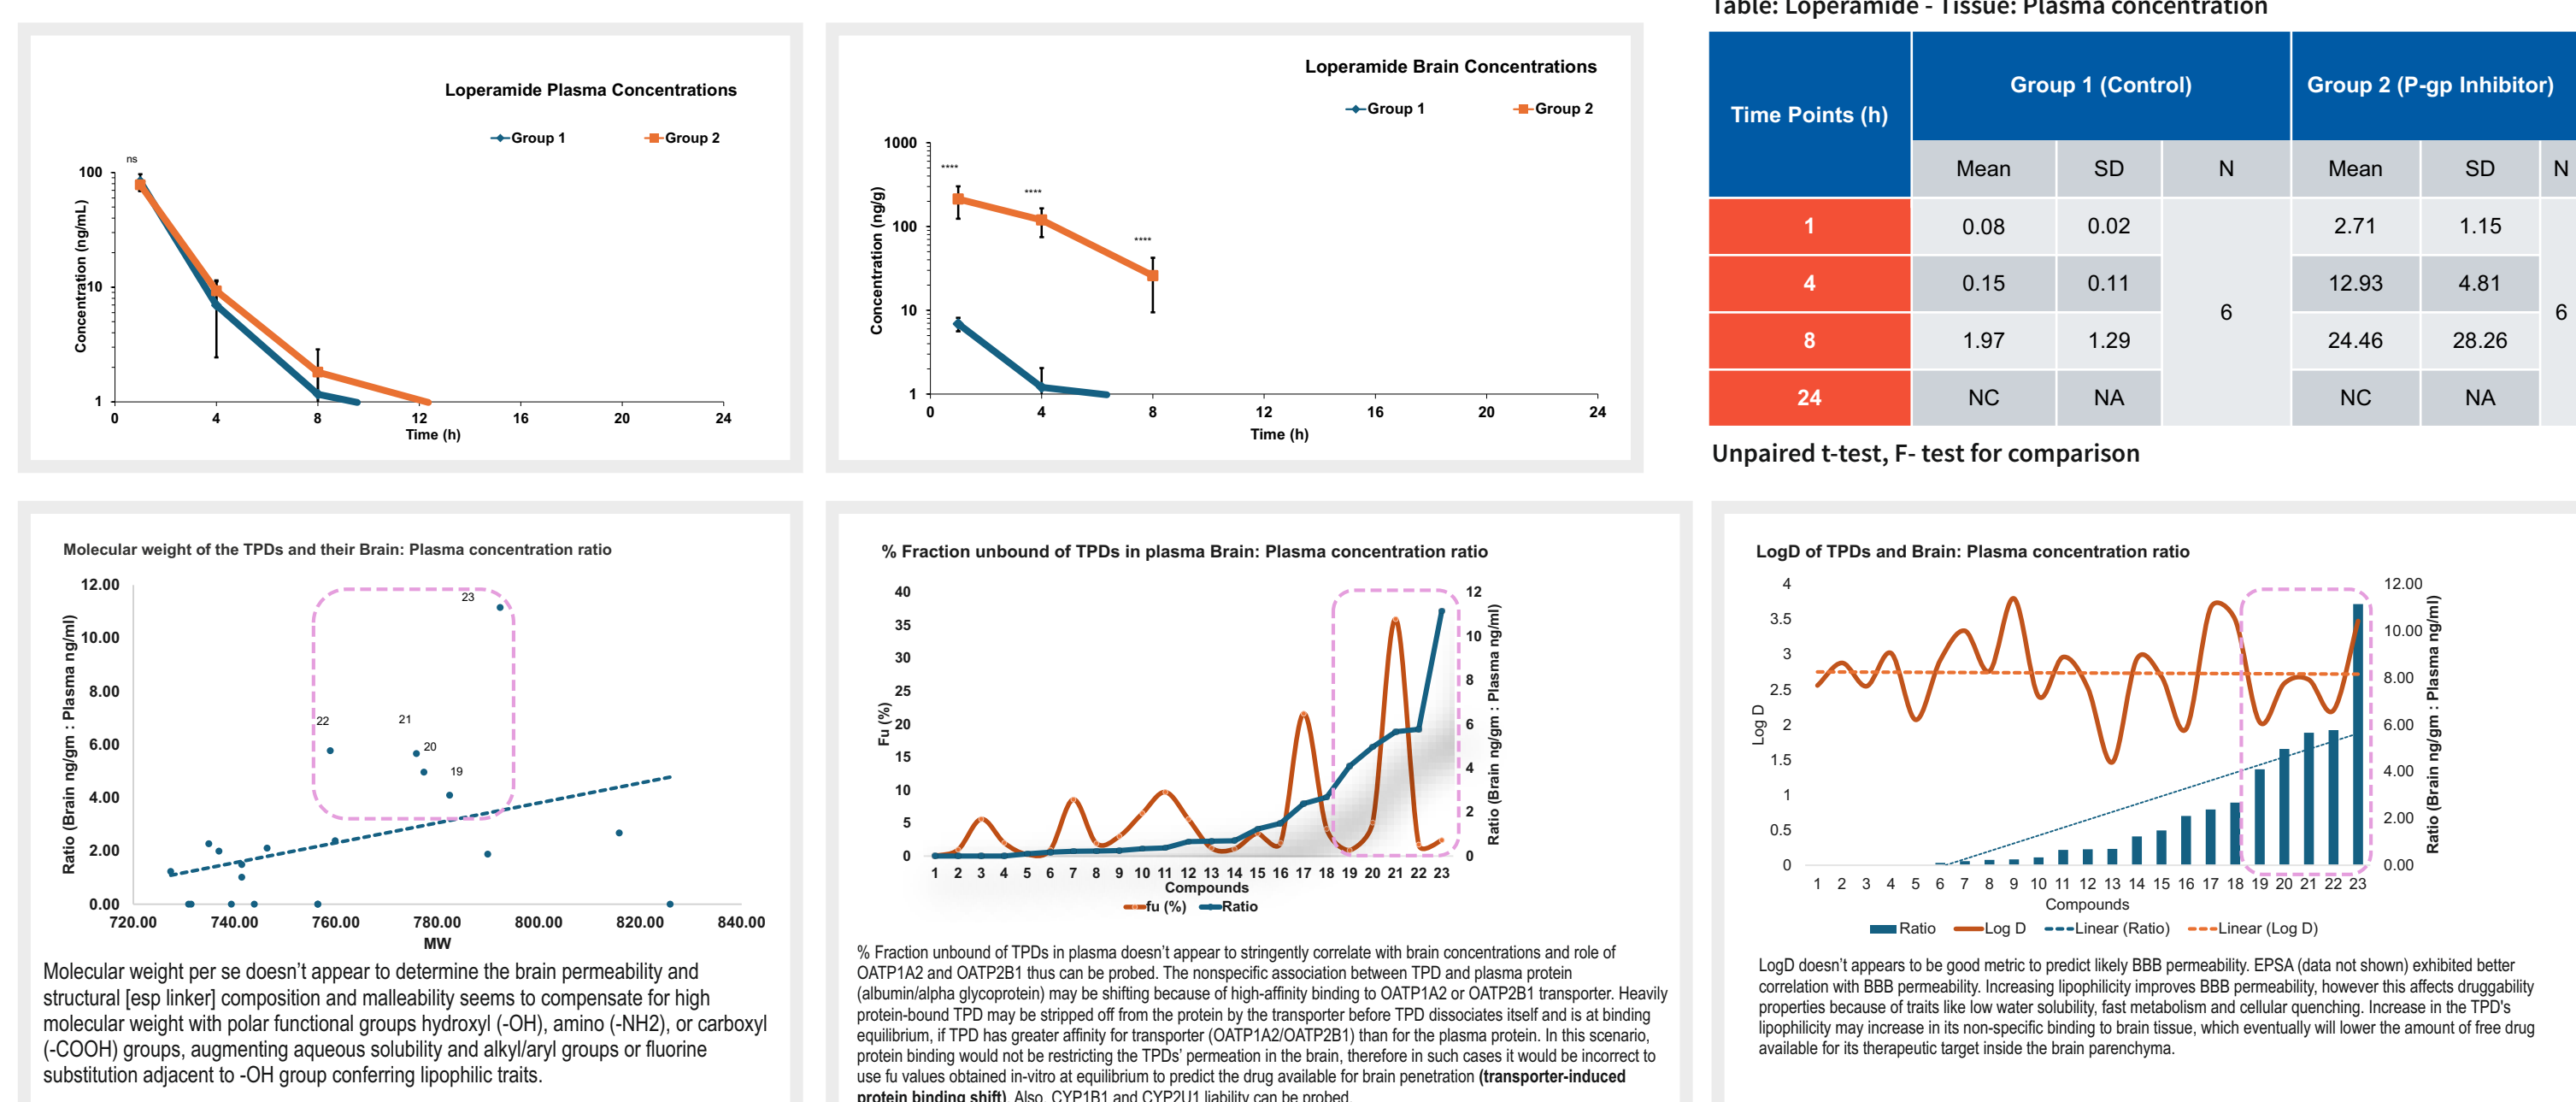 Loperamide Plasma Concentrations
Group 1
Group 2
ns
100
10
1
Concentration (ng/mL)
0
4
8
12
16
20
24
Time (h)
Loperamide Brain Concentrations
Group 1
Group 2
1000
100
10
1
Concentration (ng/g)
****
****
****
0
4
8
12
16
20
24
Time (h)
Table: Loperamide - Tissue: Plasma concentration
Time Points (h)
Group 1 (Control)
Group 2 (P-gp Inhibitor)
Mean
SD
N
Mean
SD
N
1
0.08
0.02
2.71
1.15
4
0.15
0.11
12.93
4.81
6
6
8
1.97
1.29
24.46
28.26
24
NC
NA
NC
NA
Unpaired t-test, F- test for comparison
Molecular weight of the TPDs and their Brain: Plasma concentration ratio
12.00
10.00
8.00
6.00
4.00
2.00
0.00
Ratio (Brain ng/gm : Plasma ng/ml)
23
22
21
20
19
720.00
740.00
760.00
780.00
800.00
820.00
840.00
MW
Molecular weight per se doesn't appear to determine the brain permeability and
structural [esp linker] composition and malleability seems to compensate for high
molecular weight with polar functional groups hydroxyl (-OH), amino (-NH2), or carboxyl
(-COOH) groups, augmenting aqueous solubility and alkyl/aryl groups or fluorine
substitution adjacent to -OH group conferring lipophilic traits.
% Fraction unbound of TPDs in plasma Brain: Plasma concentration ratio
40
35
30
25
20
15
10
5
0
Fu (%)
12
10
8
6
4
2
0
Ratio (Brain ng/gm : Plasma ng/ml)
1 2 3 4 5 6 7 8 9 10 11 12 13 14 15 16 17 18 19 20 21 22 23
Compounds
fu (%)
Ratio
% Fraction unbound of TPDs in plasma doesn't appear to stringently correlate with brain concentrations and role of
OATP1A2 and OATP2B1 thus can be probed. The nonspecific association between TPD and plasma protein
(albumin/alpha glycoprotein) may be shifting because of high-affinity binding to OATP1A2 or OATP2B1 transporter. Heavily
protein-bound TPD may be stripped off from the protein by the transporter before TPD dissociates itself and is at binding
equilibrium, if TPD has greater affinity for transporter (OATP1A2/OATP2B1) than for the plasma protein. In this scenario,
protein binding would not be restricting the TPDs' permeation in the brain, therefore in such cases it would be incorrect to
use fu values obtained in-vitro at equilibrium to predict the drug available for brain penetration (transporter-induced
protein binding shift). Also, CYP1B1 and CYP2U1 liability can be probed.
LogD of TPDs and Brain: Plasma concentration ratio
4
3.5
3
2.5
2
1.5
1
0.5
0
Log D
12.00
10.00
8.00
6.00
4.00
2.00
0.00
Ratio (Brain ng/gm : Plasma ng/ml)
1 2 3 4 5 6 7 8 9 10 11 12 13 14 15 16 17 18 19 20 21 22 23
Compounds
Ratio
Log D
Linear (Ratio)
Linear (Log D)
LogD doesn't appears to be good metric to predict likely BBB permeability. EPSA (data not shown) exhibited better
correlation with BBB permeability. Increasing lipophilicity improves BBB permeability, however this affects druggability
properties because of traits like low water solubility, fast metabolism and cellular quenching. Increase in the TPD's
lipophilicity may increase in its non-specific binding to brain tissue, which eventually will lower the amount of free drug
available for its therapeutic target inside the brain parenchyma.